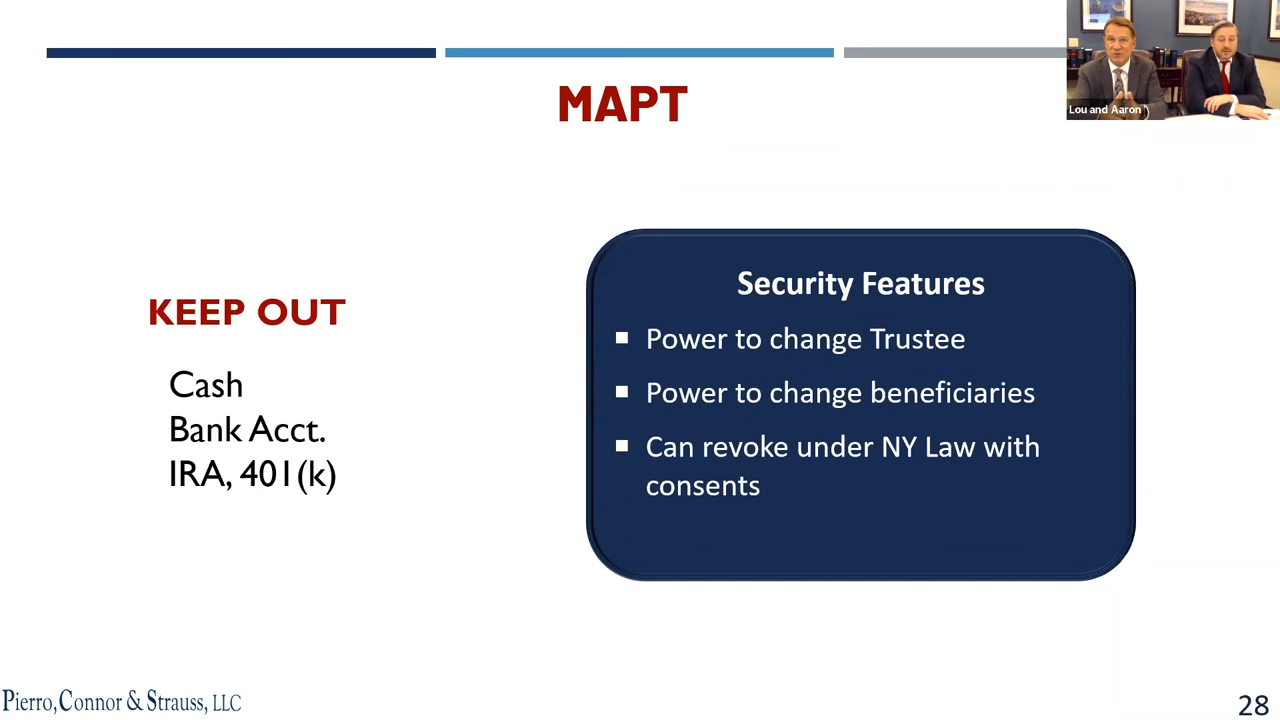 Lou and Aaron
MAPT
KEEP OUT
Cash
Bank Acct.
IRA, 401(k)
Security Features
Power to change Trustee
Power to change beneficiaries
Can revoke under NY Law with
consents
Pierro, Connor & Strauss, LLC
28